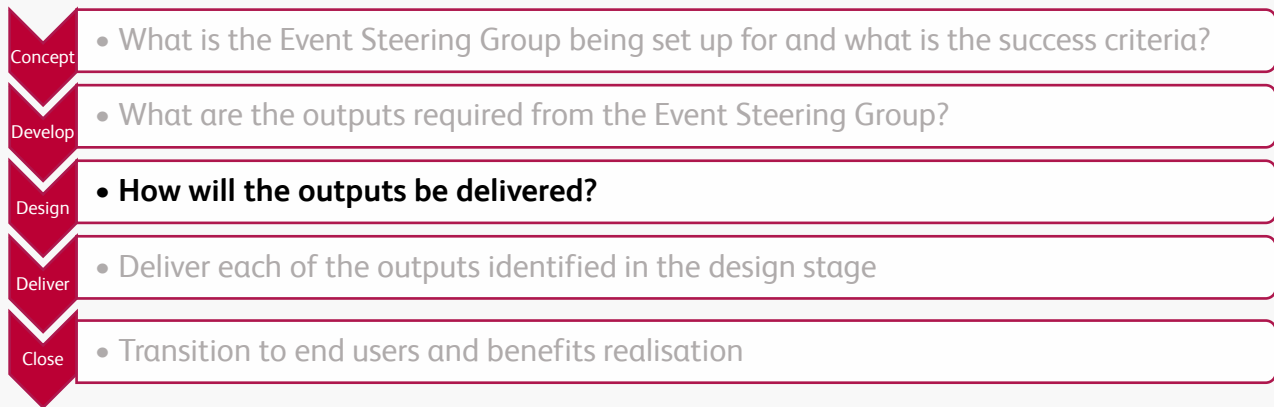 Concept
• What is the Event Steering Group being set up for and what is the success criteria?
Develop
• What are the outputs required from the Event Steering Group?
Design
• How will the outputs be delivered?
Deliver
• Deliver each of the outputs identified in the design stage
Close
• Transition to end users and benefits realisation